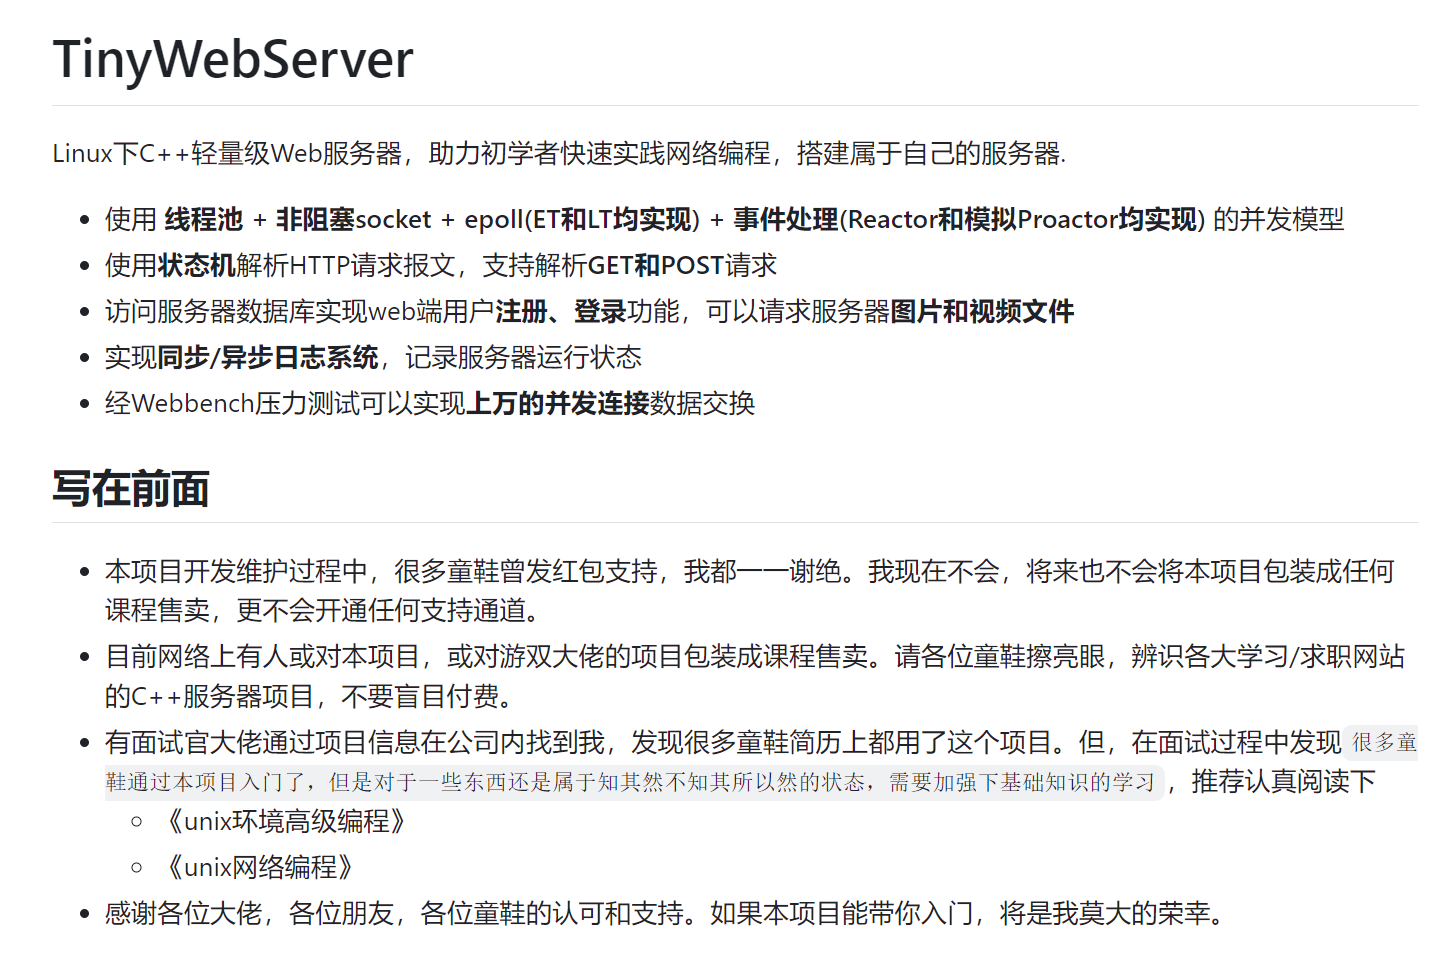 TinyWebServer
Linux下C++轻量级Web服务器，助力初学者快速实践网络编程，搭建属于自己的服务器.
使用 线程池 + 非阻塞socket + epoll(ET和LT均实现) + 事件处理(Reactor和模拟Proactor均实现) 的并发模型
使用状态机解析HTTP请求报文，支持解析GET和POST请求
访问服务器数据库实现web端用户注册、登录功能，可以请求服务器图片和视频文件
实现同步/异步日志系统，记录服务器运行状态
经Webbench压力测试可以实现上万的并发连接数据交换
写在前面
本项目开发维护过程中，很多童鞋曾发红包支持，我都一一谢绝。我现在不会，将来也不会将本项目包装成任何
课程售卖，更不会开通任何支持通道。
目前网络上有人或对本项目，或对游双大佬的项目包装成课程售卖。请各位童鞋擦亮眼，辨识各大学习/求职网站
的C++服务器项目，不要盲目付费。
有面试官大佬通过项目信息在公司内找到我，发现很多童鞋简历上都用了这个项目。但，在面试过程中发现 很多童
鞋通过本项目入门了，但是对于一些东西还是属于知其然不知其所以然的状态，需要加强下基础知识的学习 ，推荐认真阅读下
《unix环境高级编程》
《unix网络编程》
感谢各位大佬，各位朋友，各位童鞋的认可和支持。如果本项目能带你入门，将是我莫大的荣幸。